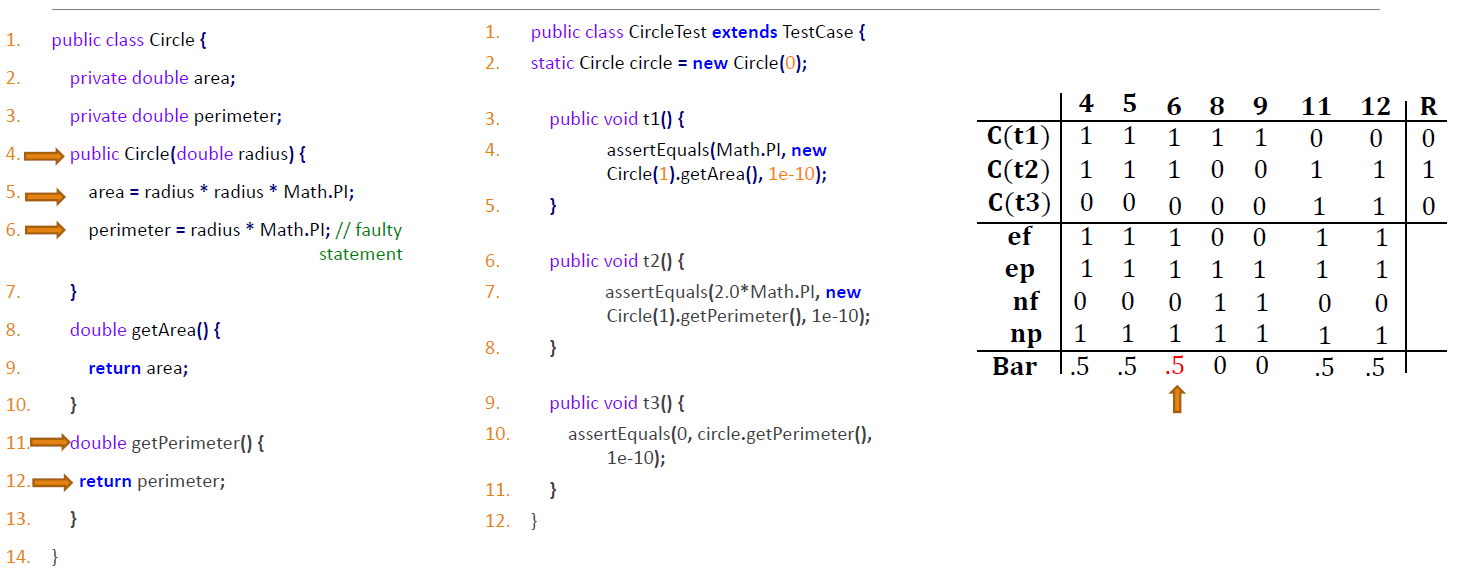 1. public class Circle {
2. private double area;
3. private double perimeter;
4. public Circle(double radius) {
5. area = radius * radius * Math.PI;
6. perimeter = radius * Math.PI; // faulty
statement
7. }
8. double getArea() {
9. return area;
10. }
11. double getPerimeter() {
12. return perimeter;
13. }
14. }
1. public class CircleTest extends TestCase {
2. static Circle circle = new Circle(0);
3. public void t1() {
4. assertEquals(Math.PI, new
Circle(1).getArea(), 1e-10);
5. }
6. public void t2() {
7. assertEquals(2.0*Math.PI, new
Circle(1).getPerimeter(), 1e-10);
8. }
9. public void t3() {
10. assertEquals(0, circle.getPerimeter(),
1e-10);
11. }
12. }
4 5 6 8 9 11 12 R
C(t1) 1 1 1 1 1 0 0 0
C(t2) 1 1 1 0 0 1 1 1
C(t3) 0 0 0 0 0 1 1 0
ef 1 1 1 0 0 1 1
ep 1 1 1 1 1 1 1
nf 0 0 0 1 1 0 0
np 1 1 1 1 1 1 1
Bar .5 .5 .5 0 0 .5 .5